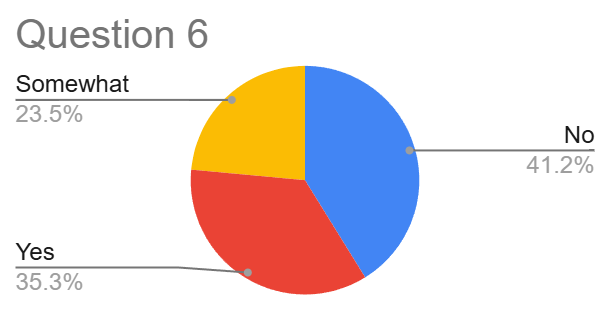 Question 6
Somewhat
23.5%
No
41.2%
Yes
35.3%